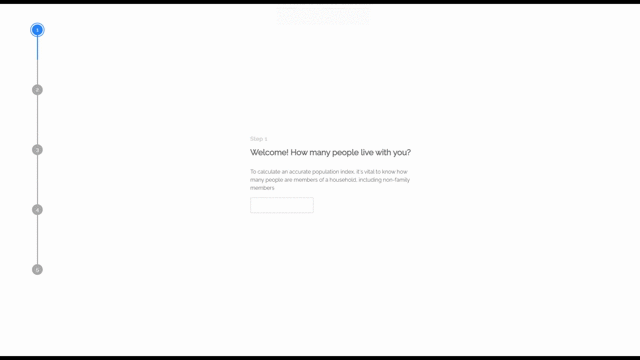 1
2
3
4
5
Step 1
Welcome! How many people live with you?
To calculate an accurate population index, it's vital to know how
many people are members of a household, including non-family
members